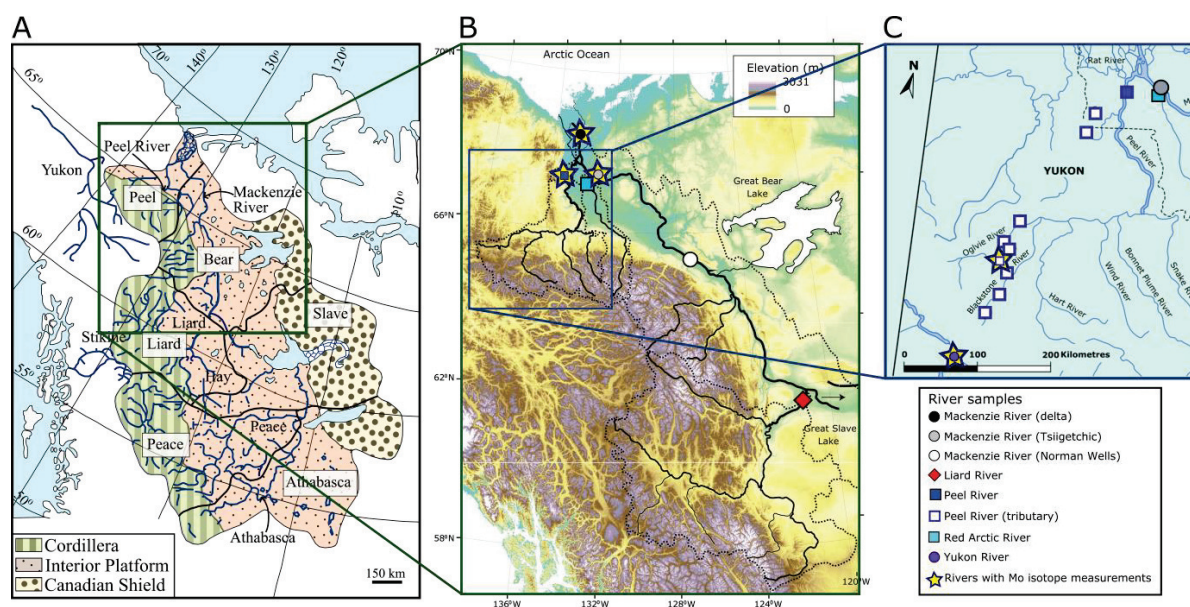 A
65°
140°
130°
120°
110°
60°
55°
50°
Yukon
Peel River
Peel
Mackenzie
River
Bear
Slave
Liard
Liard
Stikine
Hay
Peace
Peace
Athabasca
Athabasca
Cordillera
Interior Platform
Canadian Shield
150 km
B
Arctic Ocean
70°N
66°N
62°N
58°N
Elevation (m)
3031
0
Great Bear
Lake
Great Slave
Lake
136°W
132°W
128°W
124°W
120°W
C
N
Rat River
Peel River
YUKON
Ogilvie River
Blackstone River
Hart River
Wind River
Bonnet Plume River
Snake River
0 100 200 Kilometres
River samples
Mackenzie River (delta)
Mackenzie River (Tsiigetchic)
Mackenzie River (Norman Wells)
Liard River
Peel River
Peel River (tributary)
Red Arctic River
Yukon River
Rivers with Mo isotope measurements